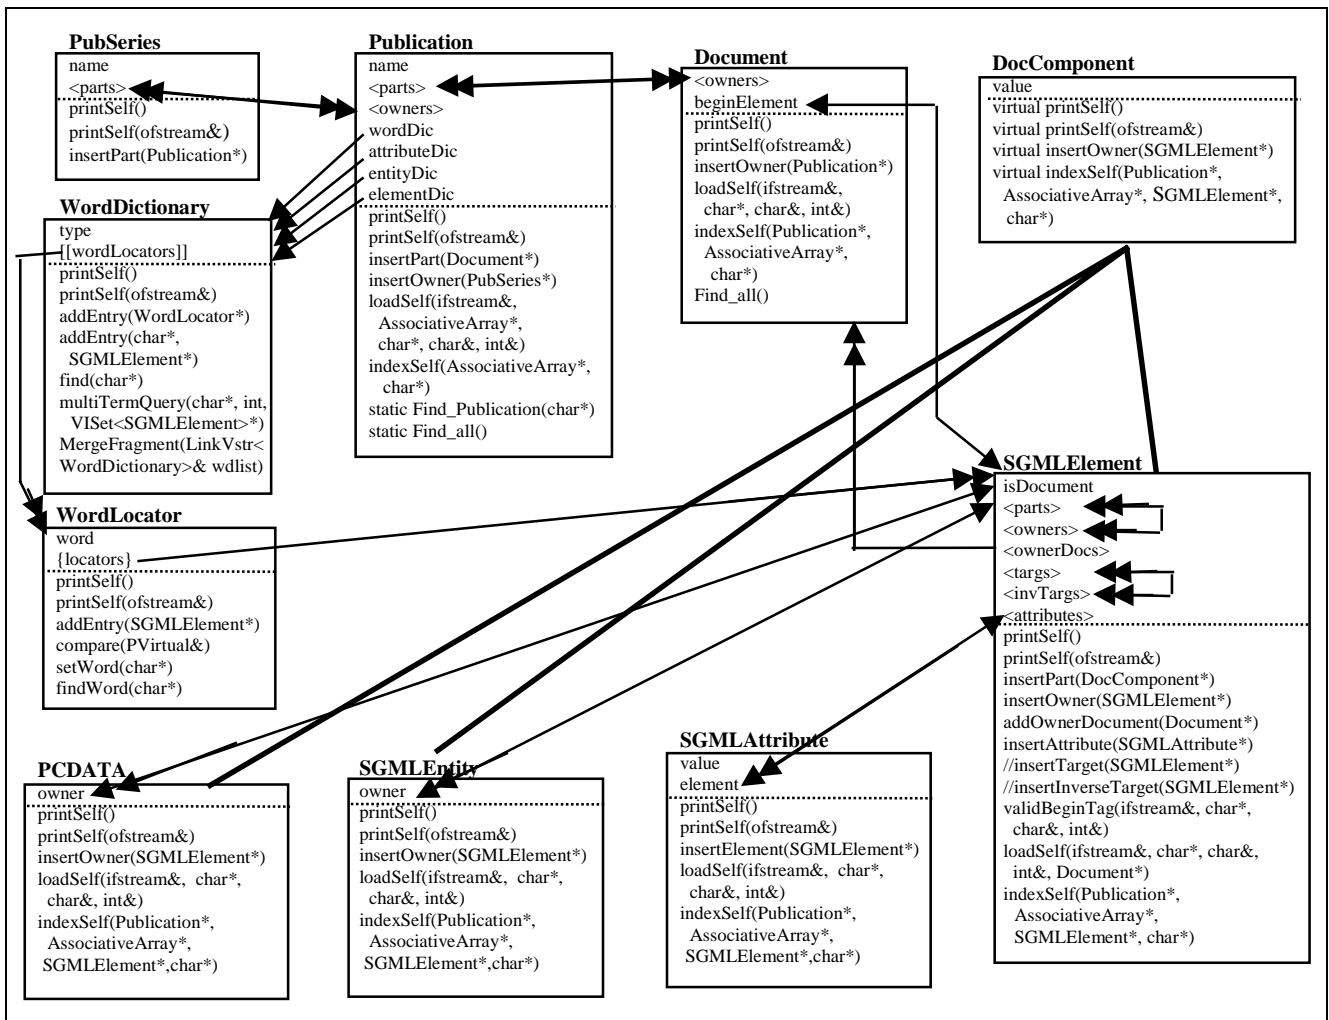 PubSeries
name
<parts>
printSelf()
printSelf(ofstream&)
insertPart(Publication*)
Publication
name
<parts>
<owners>
wordDic
attributeDic
entityDic
elementDic
printSelf()
printSelf(ofstream&)
insertPart(Document*)
insertOwner(PubSeries*)
loadSelf(ifstream&,
AssociativeArray*,
char*, char&, int&)
indexSelf(AssociativeArray*,
char*)
static Find_Publication(char*)
static Find_all()
Document
<owners>
beginElement
printSelf()
printSelf(ofstream&)
insertOwner(Publication*)
loadSelf(ifstream&,
char*, char&, int&)
indexSelf(Publication*,
AssociativeArray*,
char*)
Find_all()
DocComponent
value
virtual printSelf()
virtual printSelf(ofstream&)
virtual insertOwner(SGMLElement*)
virtual indexSelf(Publication*,
AssociativeArray*, SGMLElement*,
char*)
WordDictionary
type
[[wordLocators]]
printSelf()
printSelf(ofstream&)
addEntry(WordLocator*)
addEntry(char*,
SGMLElement*)
find(char*)
multiTermQuery(char*, int,
VISet<SGMLElement>*)
MergeFragment(LinkVstr<
WordDictionary>& wdlist)
WordLocator
word
{locators}
printSelf()
printSelf(ofstream&)
addEntry(SGMLElement*)
compare(PVirtual&)
setWord(char*)
findWord(char*)
SGMLElement
isDocument
<parts>
<owners>
<ownerDocs>
<targs>
<invTargs>
<attributes>
printSelf()
printSelf(ofstream&)
insertPart(DocComponent*)
insertOwner(SGMLElement*)
addOwnerDocument(Document*)
insertAttribute(SGMLAttribute*)
//insertTarget(SGMLElement*)
//insertInverseTarget(SGMLElement*)
validBeginTag(ifstream&, char*,
char&, int&)
loadSelf(ifstream&, char*, char&,
int&, Document*)
indexSelf(Publication*,
AssociativeArray*,
SGMLElement*, char*)
PCDATA
owner
printSelf()
printSelf(ofstream&)
insertOwner(SGMLElement*)
loadSelf(ifstream&, char*,
char&, int&)
indexSelf(Publication*,
AssociativeArray*,
SGMLElement*,char*)
SGMLEntity
owner
printSelf()
printSelf(ofstream&)
insertOwner(SGMLElement*)
loadSelf(ifstream&, char*,
char&, int&)
indexSelf(Publication*,
AssociativeArray*,
SGMLElement*,char*)
SGMLAttribute
value
element
printSelf()
printSelf(ofstream&)
insertElement(SGMLElement*)
loadSelf(ifstream&, char*,
char&, int&)
indexSelf(Publication*,
AssociativeArray*,
SGMLElement*,char*)